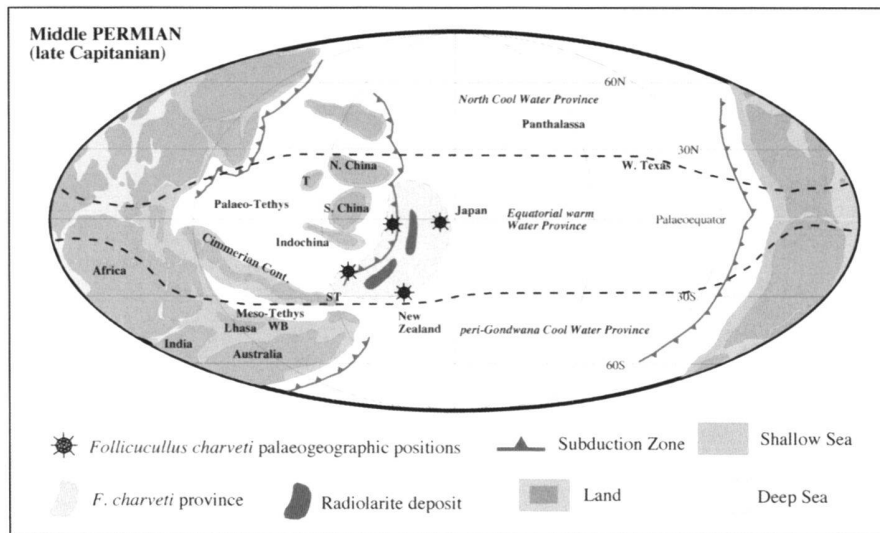 Middle PERMIAN
(late Capitanian)
60N
North Cool Water Province
Panthalassa
30N
N. China
W. Texas
T
S. China
Palaeo-Tethys
Japan
Equatorial warm
Water Province
Palaeoequator
Indochina
Cimmerian Cont.
Africa
ST
30S
Meso-Tethys
Lhasa WB
New
Zealand
peri-Gondwana Cool Water Province
India
Australia
60S
Follicucullus charveti palaeogeographic positions
Subduction Zone
Shallow Sea
F. charveti province
Radiolarite deposit
Land
Deep Sea